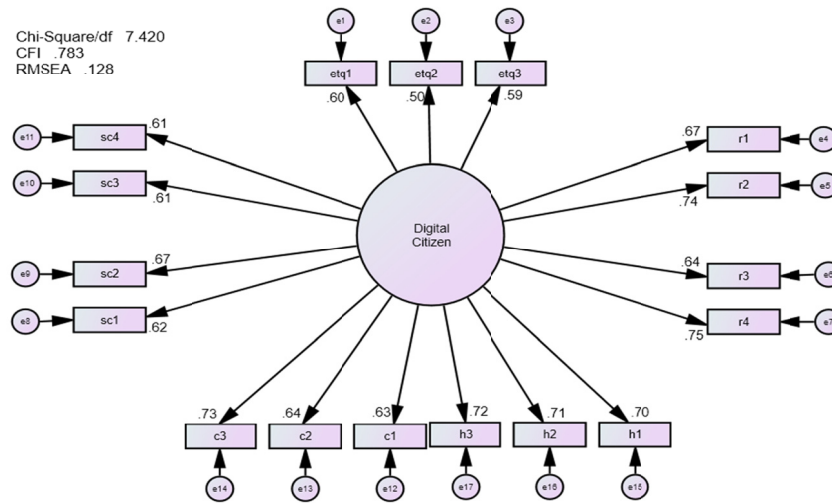 Chi-Square/df 7.420
CFI .783
RMSEA .128
e1 e2 e3
etq1 etq2 etq3
.60 .50 .59
e11 sc4 .61
e10 sc3 .61
e9 sc2 .67
e8 sc1 .62
Digital
Citizen
.67 r1 e4
.74 r2 e5
.64 r3 e6
.75 r4 e7
.73 .64 .63 .72 .71 .70
c3 c2 c1 h3 h2 h1
e14 e13 e12 e17 e16 e15